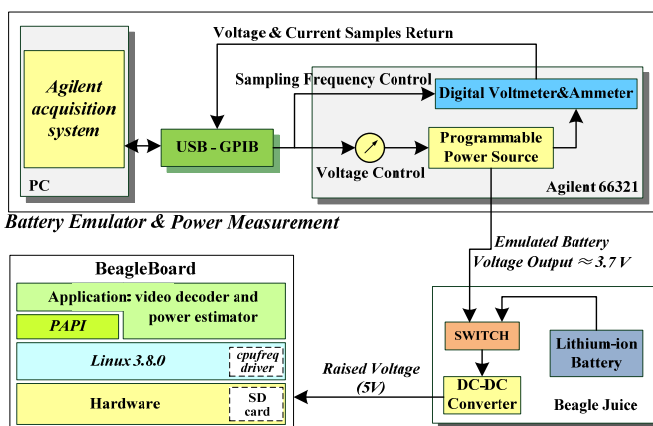 Voltage & Current Samples Return
Agilent
acquisition
system
PC
Sampling Frequency Control
USB - GPIB
Voltage Control
Digital Voltmeter&Ammeter
Programmable
Power Source
Agilent 66321
Battery Emulator & Power Measurement
Emulated Battery
Voltage Output ≈ 3.7 V
BeagleBoard
Application: video decoder and
power estimator
PAPI
Linux 3.8.0
cpufreq
driver
Hardware
SD
card
Raised Voltage
(5V)
SWITCH
DC-DC
Converter
Lithium-ion
Battery
Beagle Juice